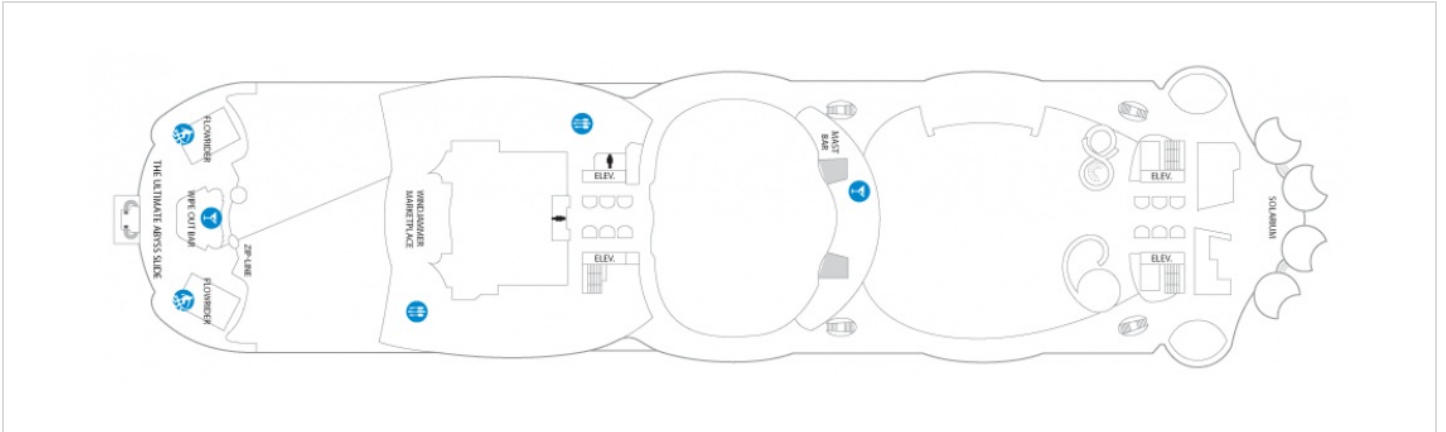 FLOWRIDER
THE ULTIMATE ABYSS SLIDE
WIPE OUT BAR
ZIP-LINE
FLOWRIDER
WINDJAMMER
MARKETPLACE
ELEV.
ELEV.
MAST
BAR
ELEV.
ELEV.
SOLARIUM